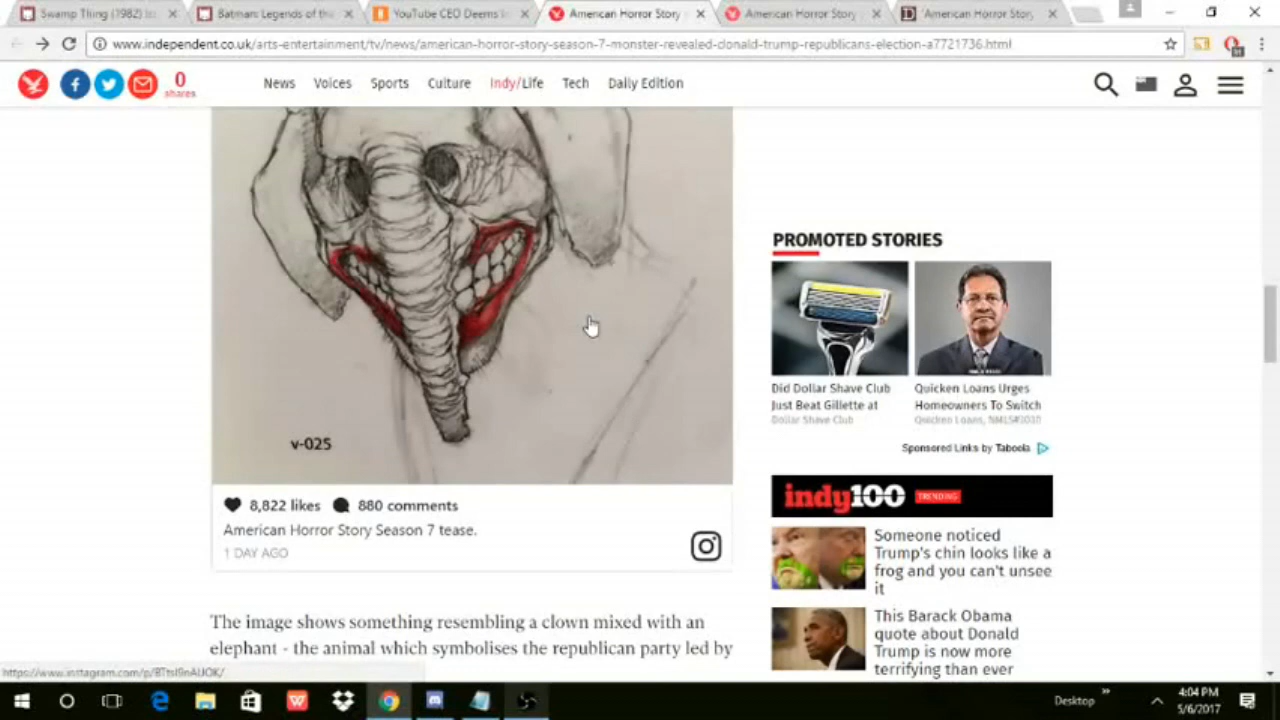 Swamp Thing (1982)
Batman: Legends of the
YouTube CEO Deems
American Horror Story
American Horror Story
'American Horror Story
www.independent.co.uk/arts-entertainment/tv/news/american-horror-story-season-7-monster-revealed-donald-trump-republicans-election-a7721736.html
0
shares
News Voices Sports Culture Indy/Life Tech Daily Edition
v-025
8,822 likes 880 comments
American Horror Story Season 7 tease.
1 DAY AGO
The image shows something resembling a clown mixed with an
elephant - the animal which symbolises the republican party led by
PROMOTED STORIES
Did Dollar Shave Club
Just Beat Gillette at
Dollar Shave Club
Quicken Loans Urges
Homeowners To Switch
Quicken Loans,
Sponsored Links by Taboola
indy100 TRENDING
Someone noticed
Trump's chin looks like a
frog and you can't unsee
it
This Barack Obama
quote about Donald
Trump is now more
terrifying than ever
Desktop
4:04 PM
5/6/2017